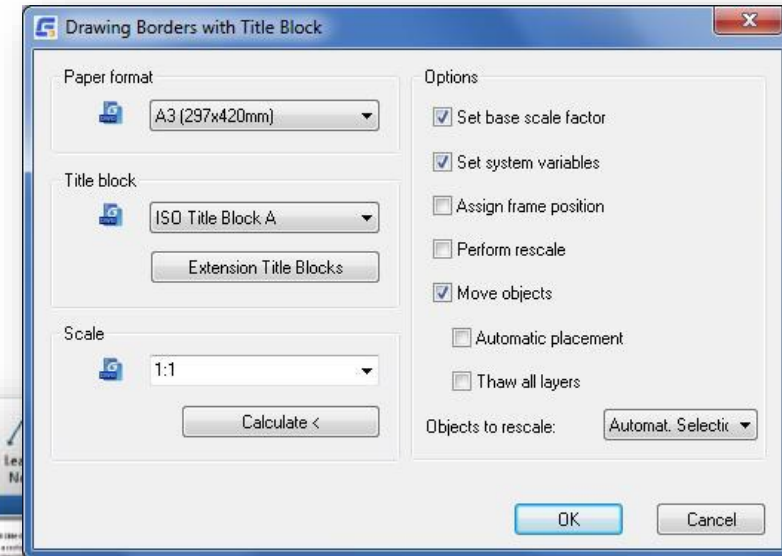 Drawing Borders with Title Block
Paper format
A3 (297x420mm)
Title block
ISO Title Block A
Extension Title Blocks
Scale
1:1
Calculate <
Options
Set base scale factor
Set system variables
Assign frame position
Perform rescale
Move objects
Automatic placement
Thaw all layers
Objects to rescale:
Automat. Selectic
OK
Cancel
Lea